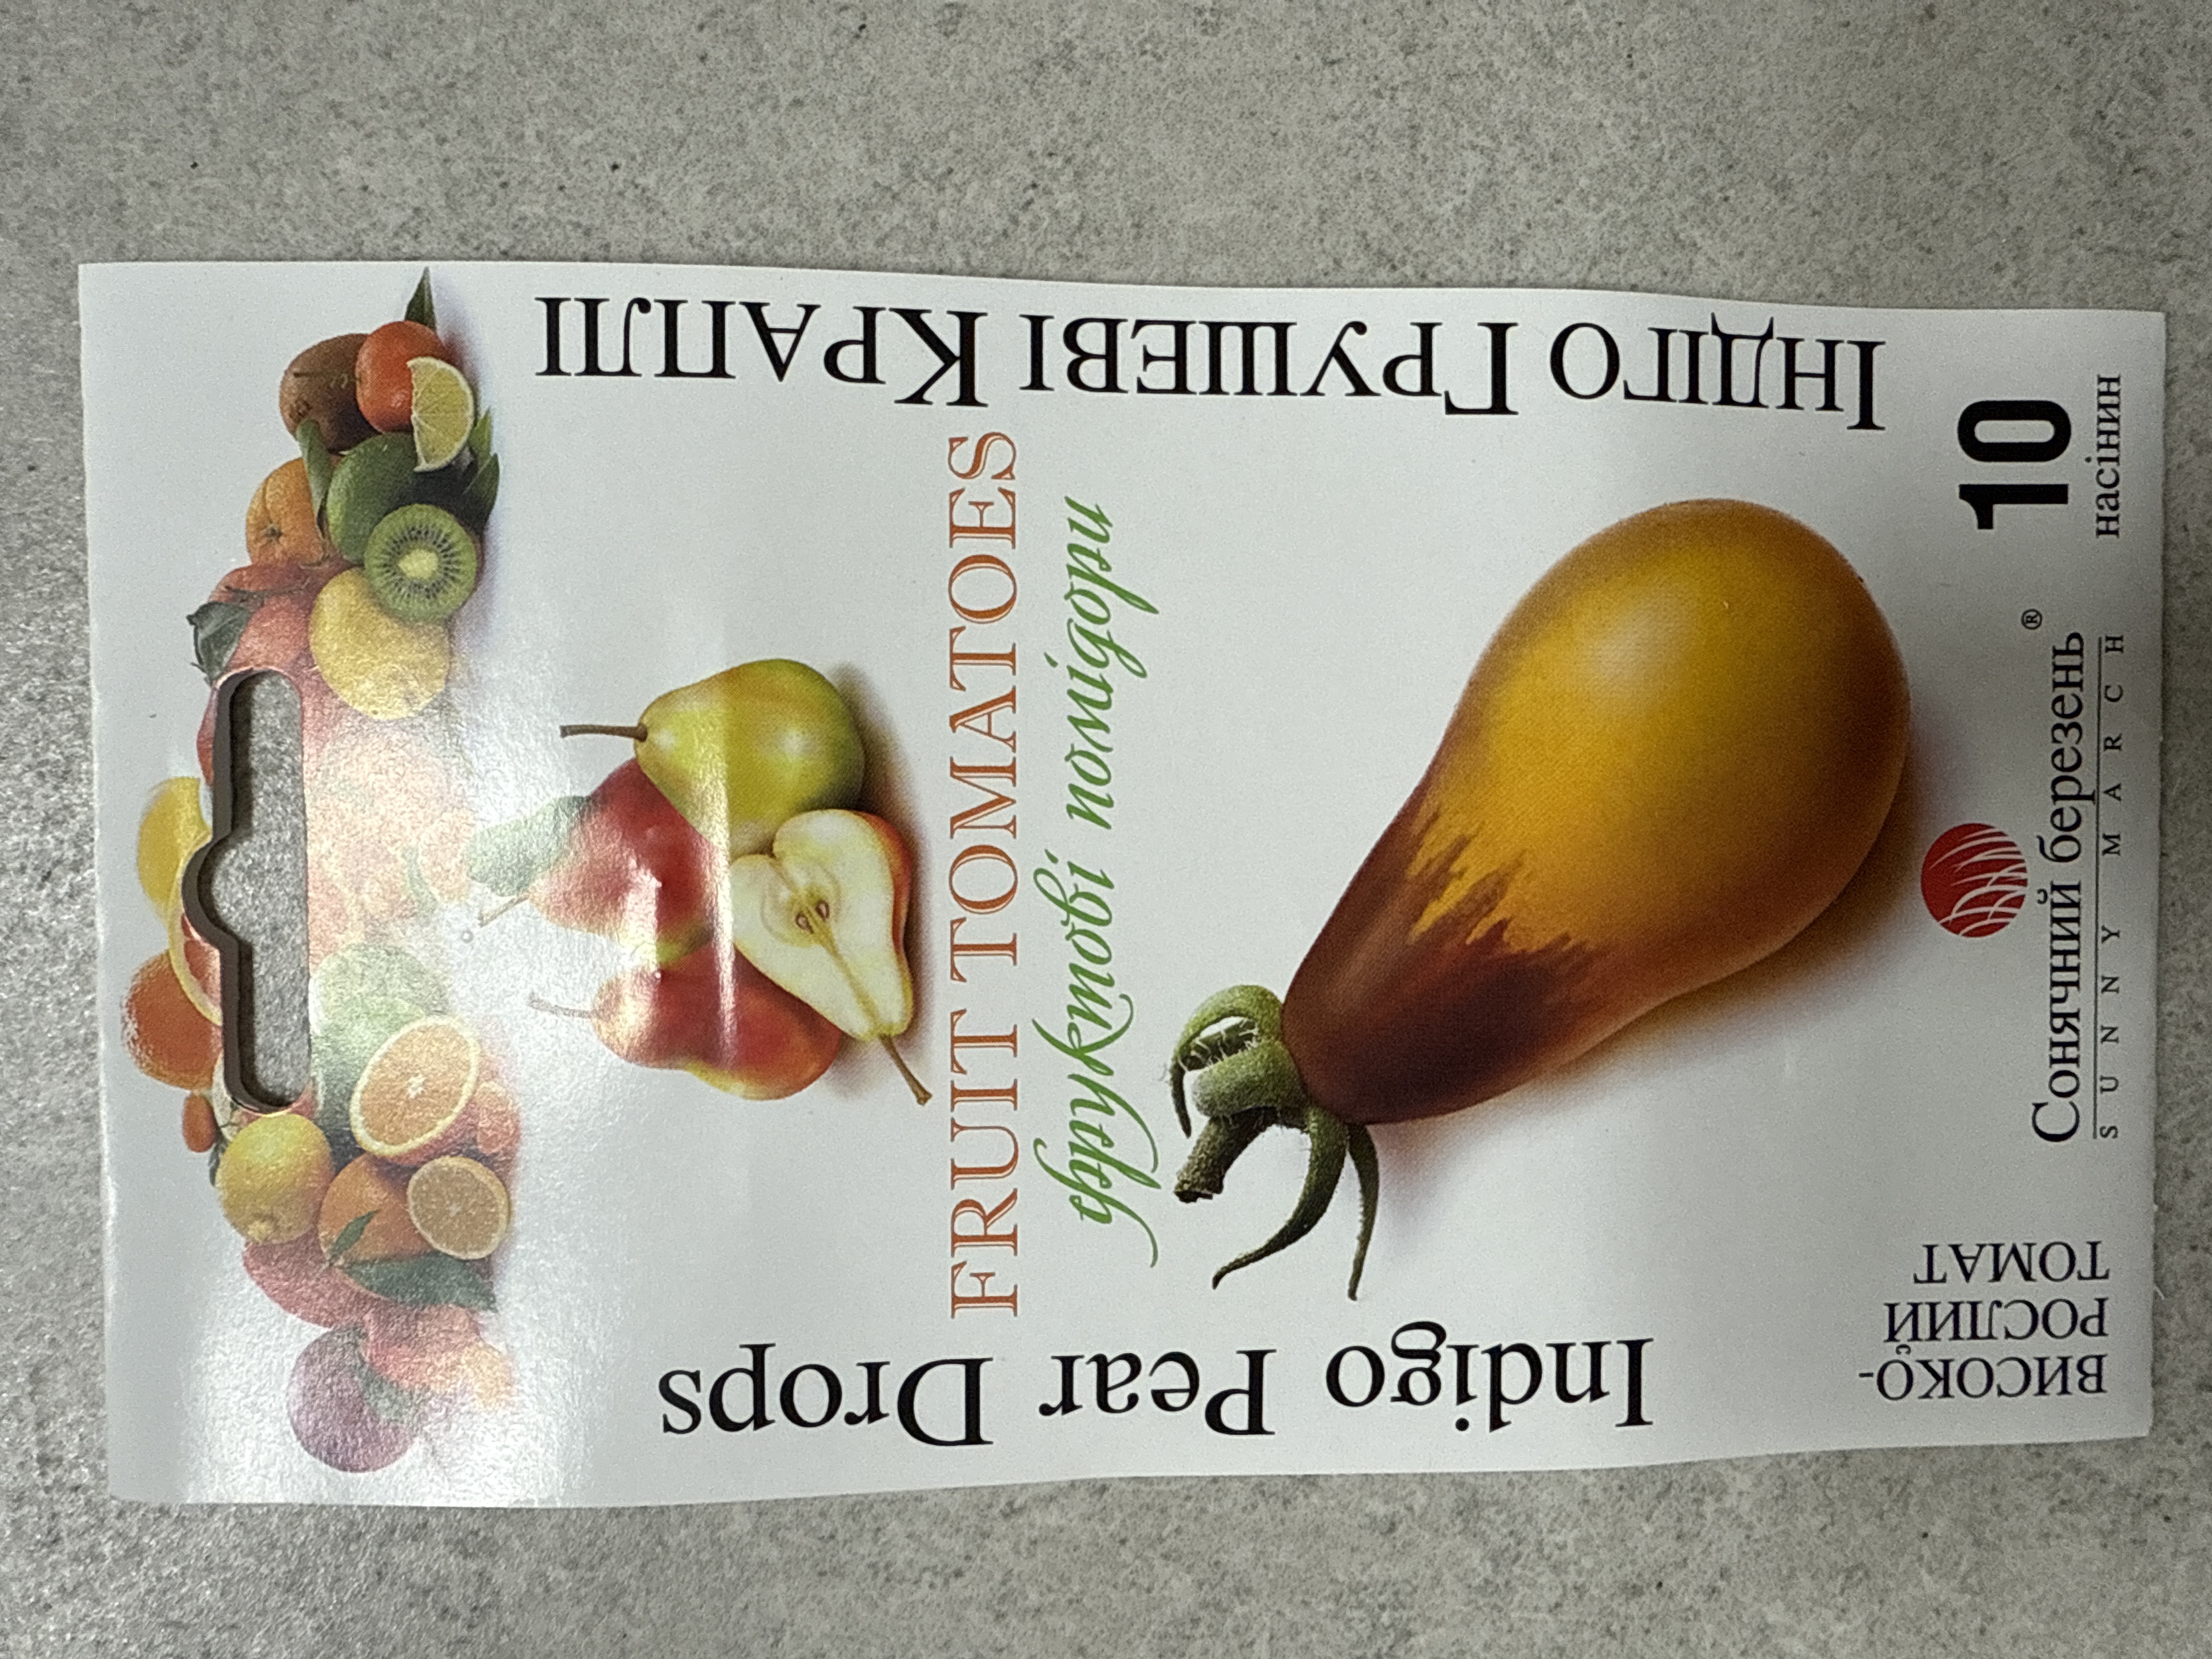 FRUIT TOMATOES
фруктові помідори
Indigo Pear Drops
ІНДІГО ГРУШЕВІ КРАПЛІ
ВИСОКО-
РОСЛИЙ
ТОМАТ
Сонячний березень®
SUNNY MARCH
10
насінин